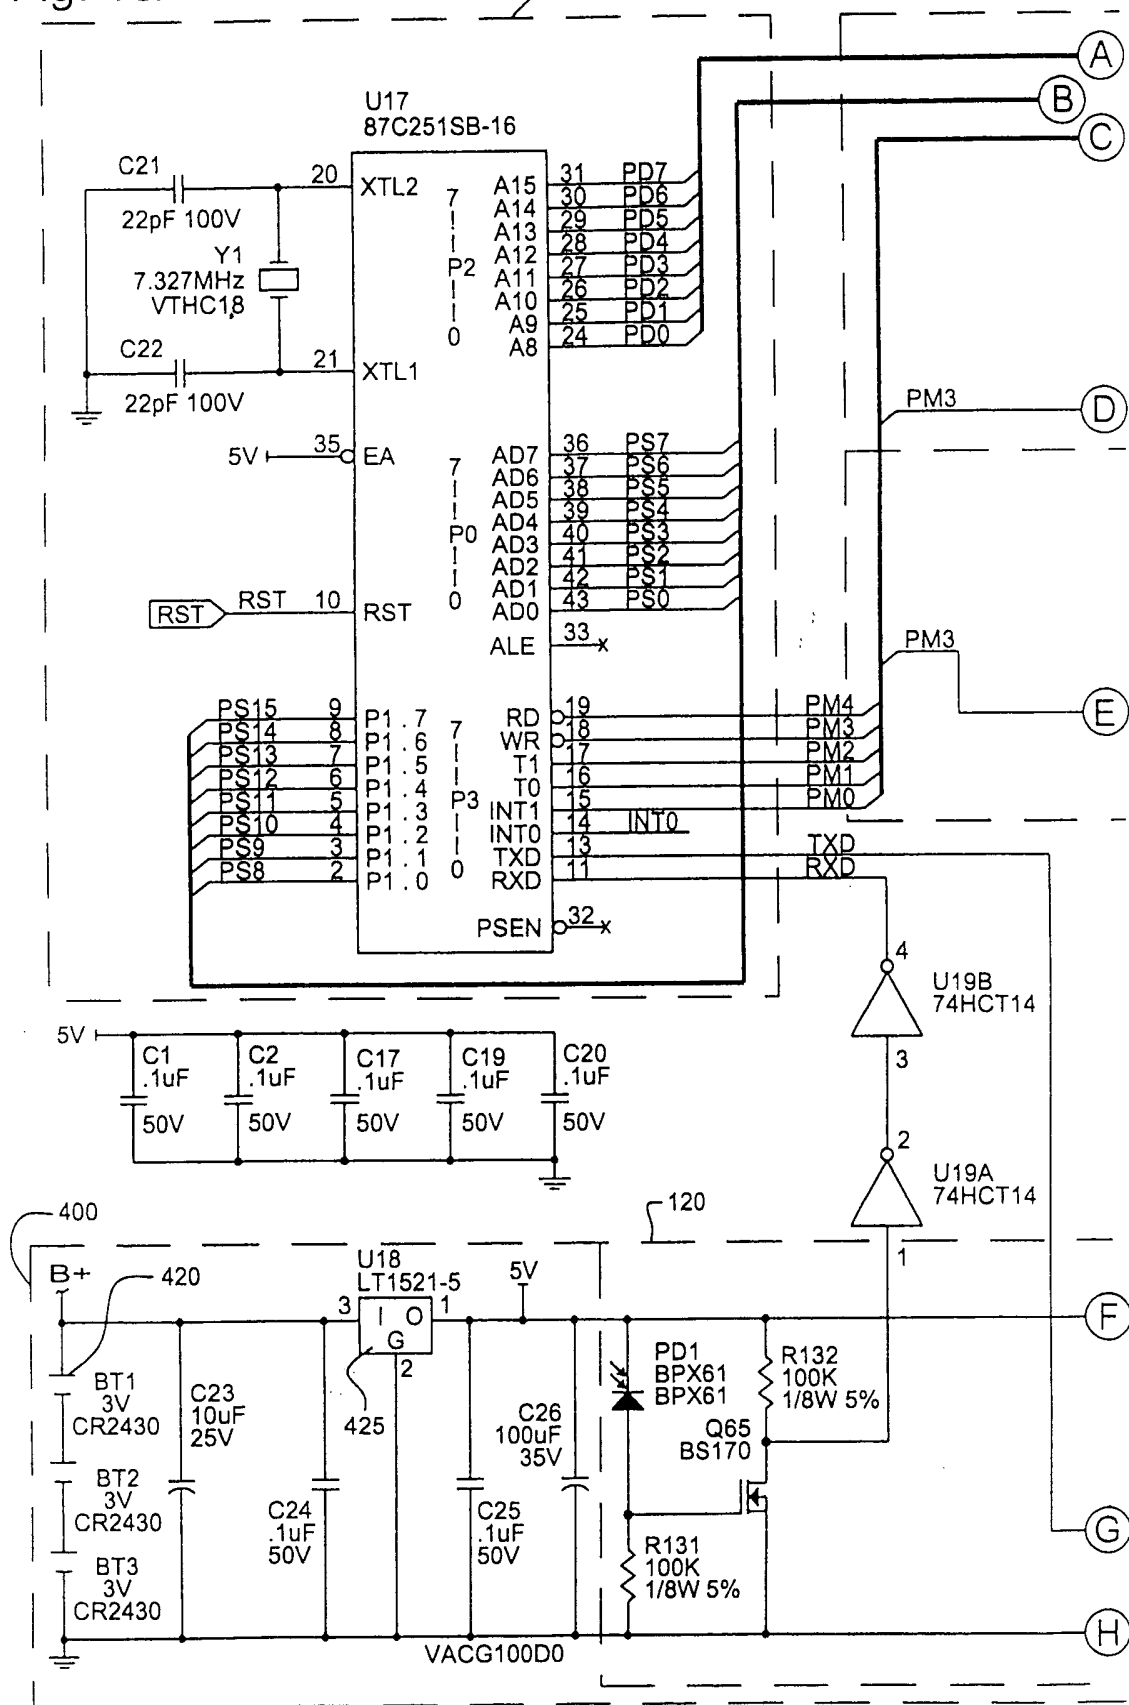 A
B
C
U17
87C251SB-16
C21
22pF 100V
20 XTL2
Y1
7.327MHz
VTHC18
C22
22pF 100V
21 XTL1
7 P2 0
A15 31 PD7
A14 30 PD6
A13 29 PD5
A12 28 PD4
A11 27 PD3
A10 26 PD2
A9 25 PD1
A8 24 PD0
PM3 D
5V 35 EA
7 P0 0
AD7 36 PS7
AD6 37 PS6
AD5 38 PS5
AD4 39 PS4
AD3 40 PS3
AD2 41 PS2
AD1 42 PS1
AD0 43 PS0
RST RST 10 RST
ALE 33 x
PM3 E
PS15 9 P1.7
PS14 8 P1.6
PS13 7 P1.5
PS12 6 P1.4
PS11 5 P1.3
PS10 4 P1.2
PS9 3 P1.1
PS8 2 P1.0
7 P3 0
RD 19 PM4
WR 18 PM3
T1 17 PM2
T0 16 PM1
INT1 15 PM0
INT0 14 INT0
TXD 13 TXD
RXD 11 RXD
PSEN 32 x
4
U19B
74HCT14
3
2
U19A
74HCT14
1
5V
C1
.1uF
50V
C2
.1uF
50V
C17
.1uF
50V
C19
.1uF
50V
C20
.1uF
50V
400
120
B+
420
U18
LT1521-5
3 I O 1
G
2
425
5V
F
BT1
3V
CR2430
BT2
3V
CR2430
BT3
3V
CR2430
C23
10uF
25V
C24
.1uF
50V
C25
.1uF
50V
C26
100uF
35V
PD1
BPX61
BPX61
R132
100K
1/8W 5%
Q65
BS170
R131
100K
1/8W 5%
G
H
VACG100D0